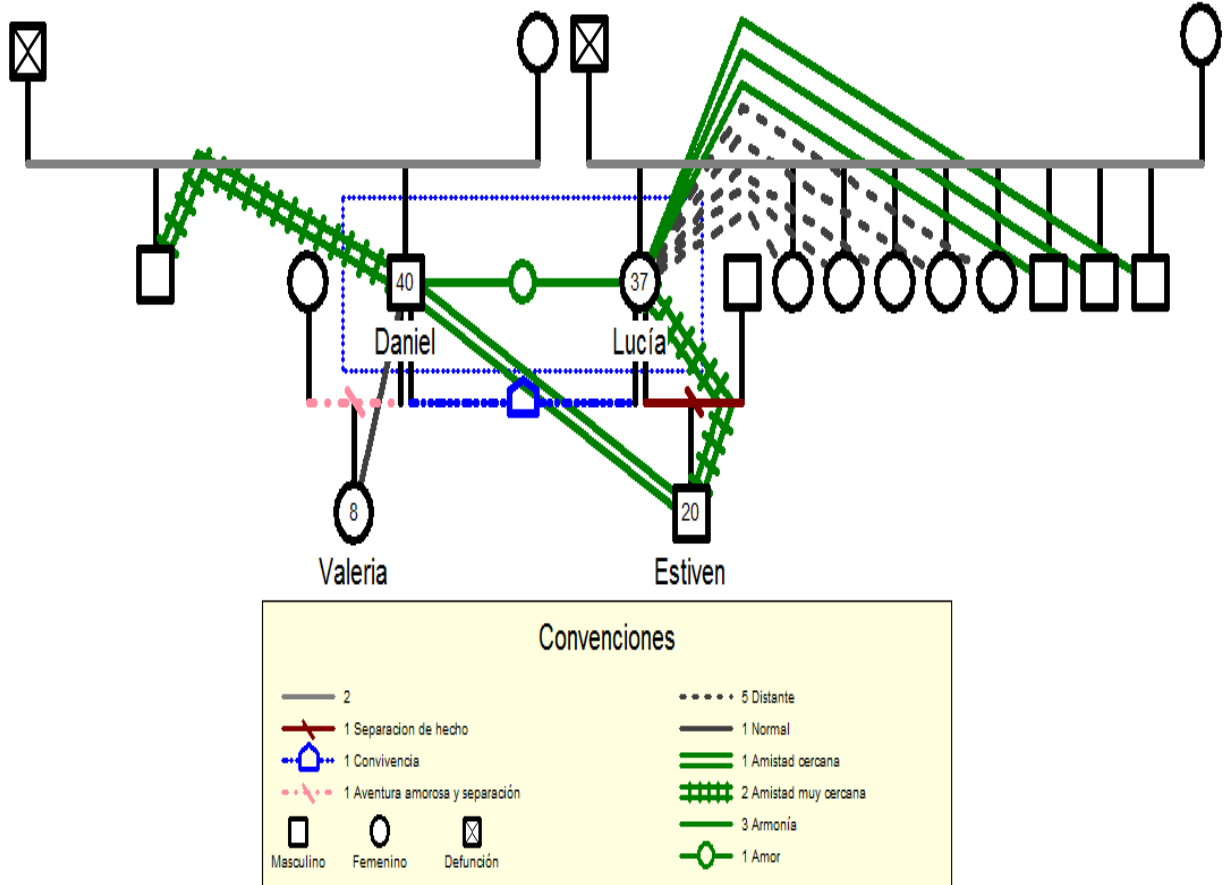 40
37
Daniel
Lucía
8
20
Valeria
Estiven
Convenciones
2
1 Separacion de hecho
1 Convivencia
1 Aventura amorosa y separación
Masculino
Femenino
Defunción
5 Distante
1 Normal
1 Amistad cercana
2 Amistad muy cercana
3 Armonía
1 Amor